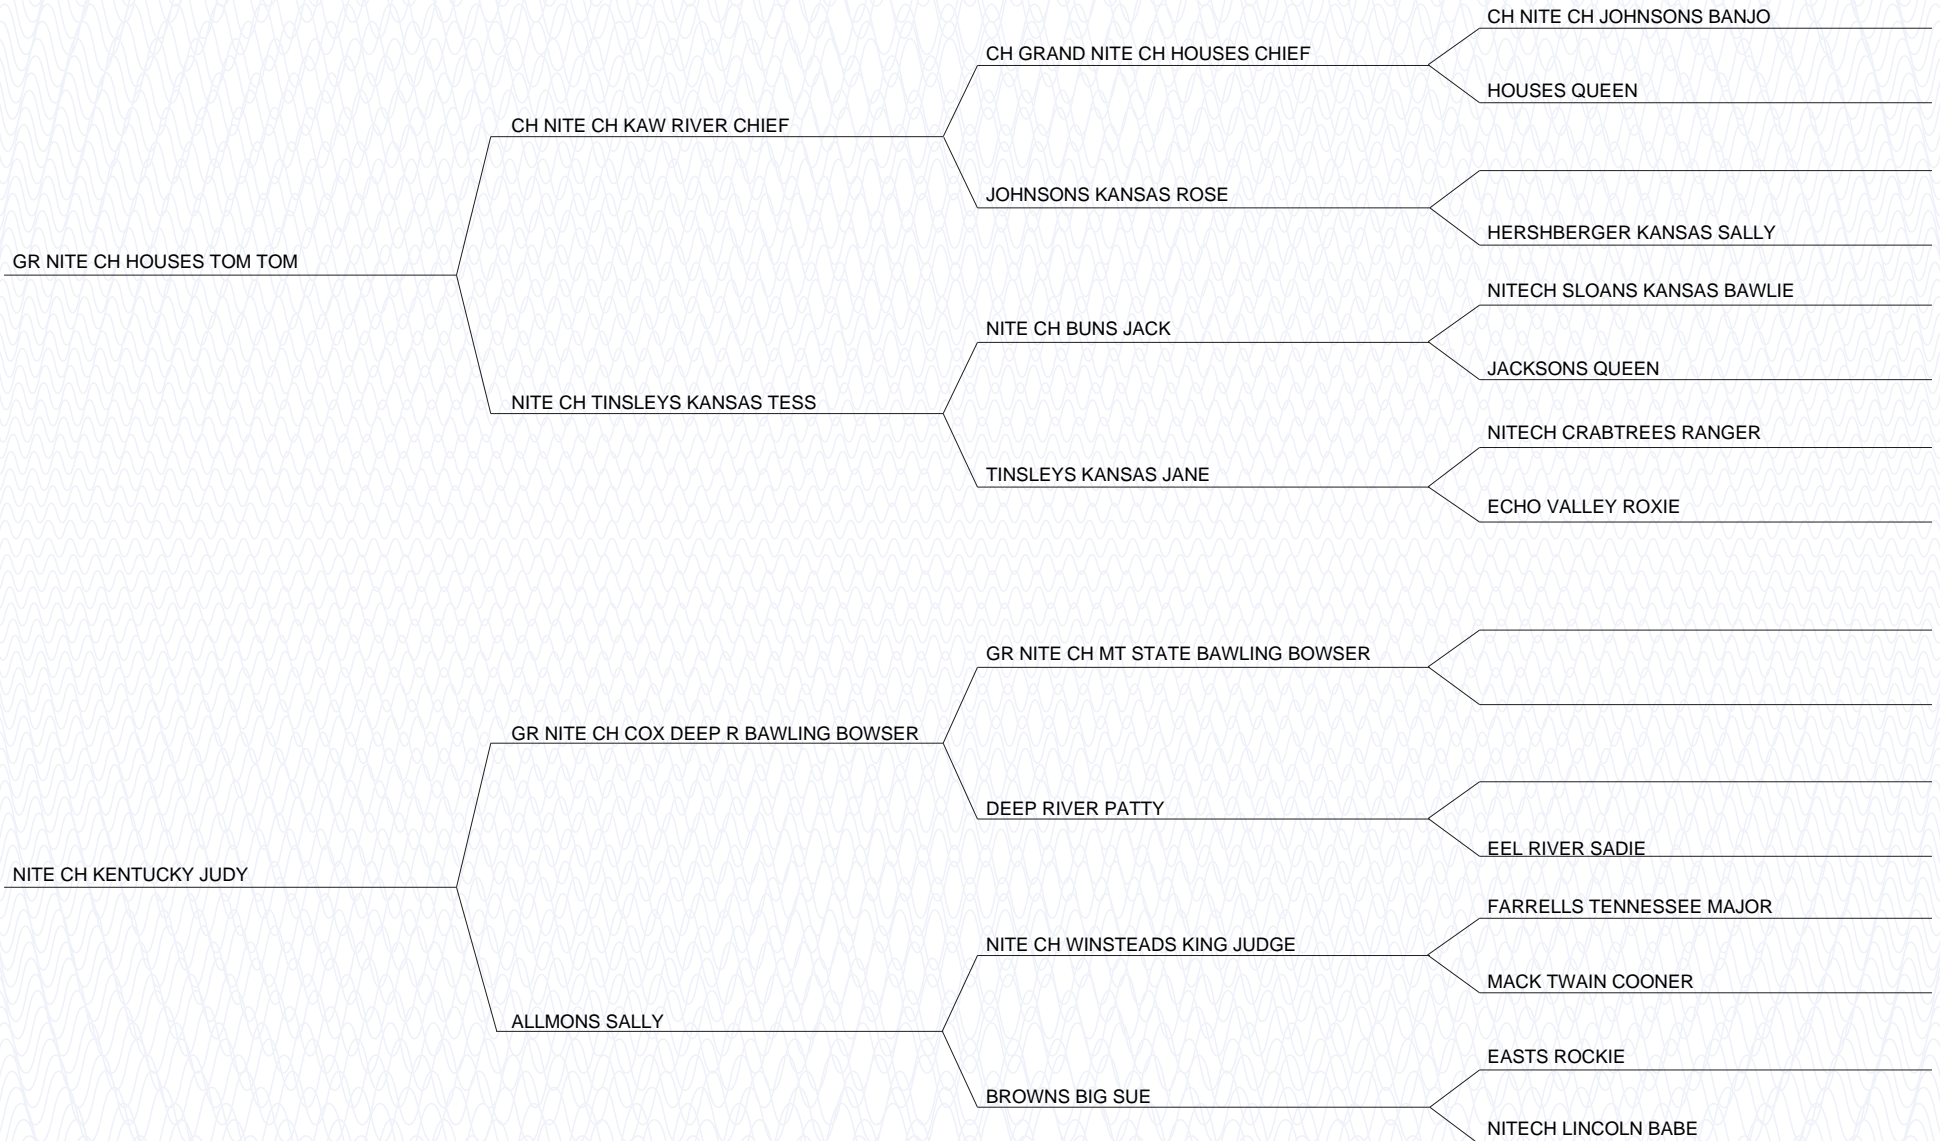 CH NITE CH JOHNSONS BANJO
CH GRAND NITE CH HOUSES CHIEF
HOUSES QUEEN
CH NITE CH KAW RIVER CHIEF
JOHNSONS KANSAS ROSE
HERSHBERGER KANSAS SALLY
GR NITE CH HOUSES TOM TOM
NITECH SLOANS KANSAS BAWLIE
NITE CH BUNS JACK
JACKSONS QUEEN
NITE CH TINSLEYS KANSAS TESS
NITECH CRABTREES RANGER
TINSLEYS KANSAS JANE
ECHO VALLEY ROXIE
GR NITE CH MT STATE BAWLING BOWSER
GR NITE CH COX DEEP R BAWLING BOWSER
DEEP RIVER PATTY
EEL RIVER SADIE
NITE CH KENTUCKY JUDY
FARRELLS TENNESSEE MAJOR
NITE CH WINSTEADS KING JUDGE
MACK TWAIN COONER
ALLMONS SALLY
EASTS ROCKIE
BROWNS BIG SUE
NITECH LINCOLN BABE